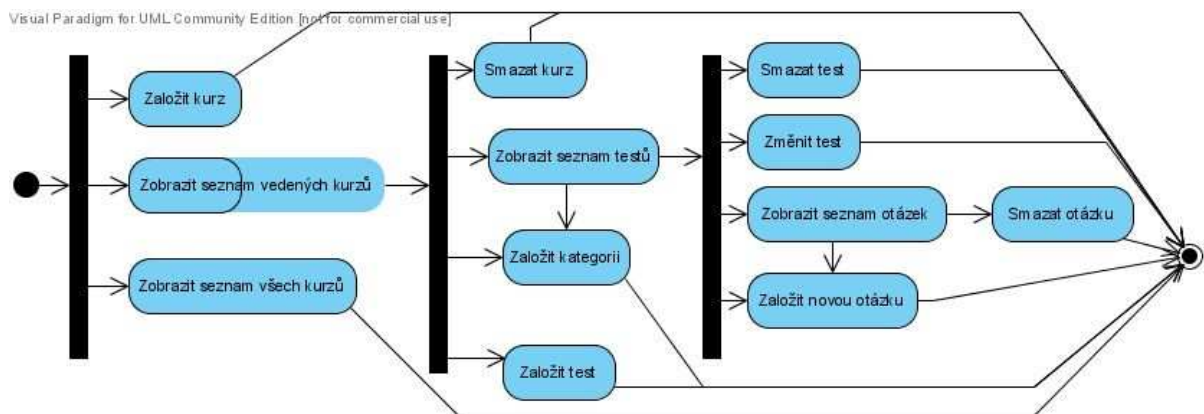 Visual Paradigm for UML Community Edition [not for commercial use]
Založit kurz
Zobrazit seznam vedených kurzů
Zobrazit seznam všech kurzů
Smazat kurz
Zobrazit seznam testů
Založit kategorii
Založit test
Smazat test
Změnit test
Zobrazit seznam otázek
Smazat otázku
Založit novou otázku